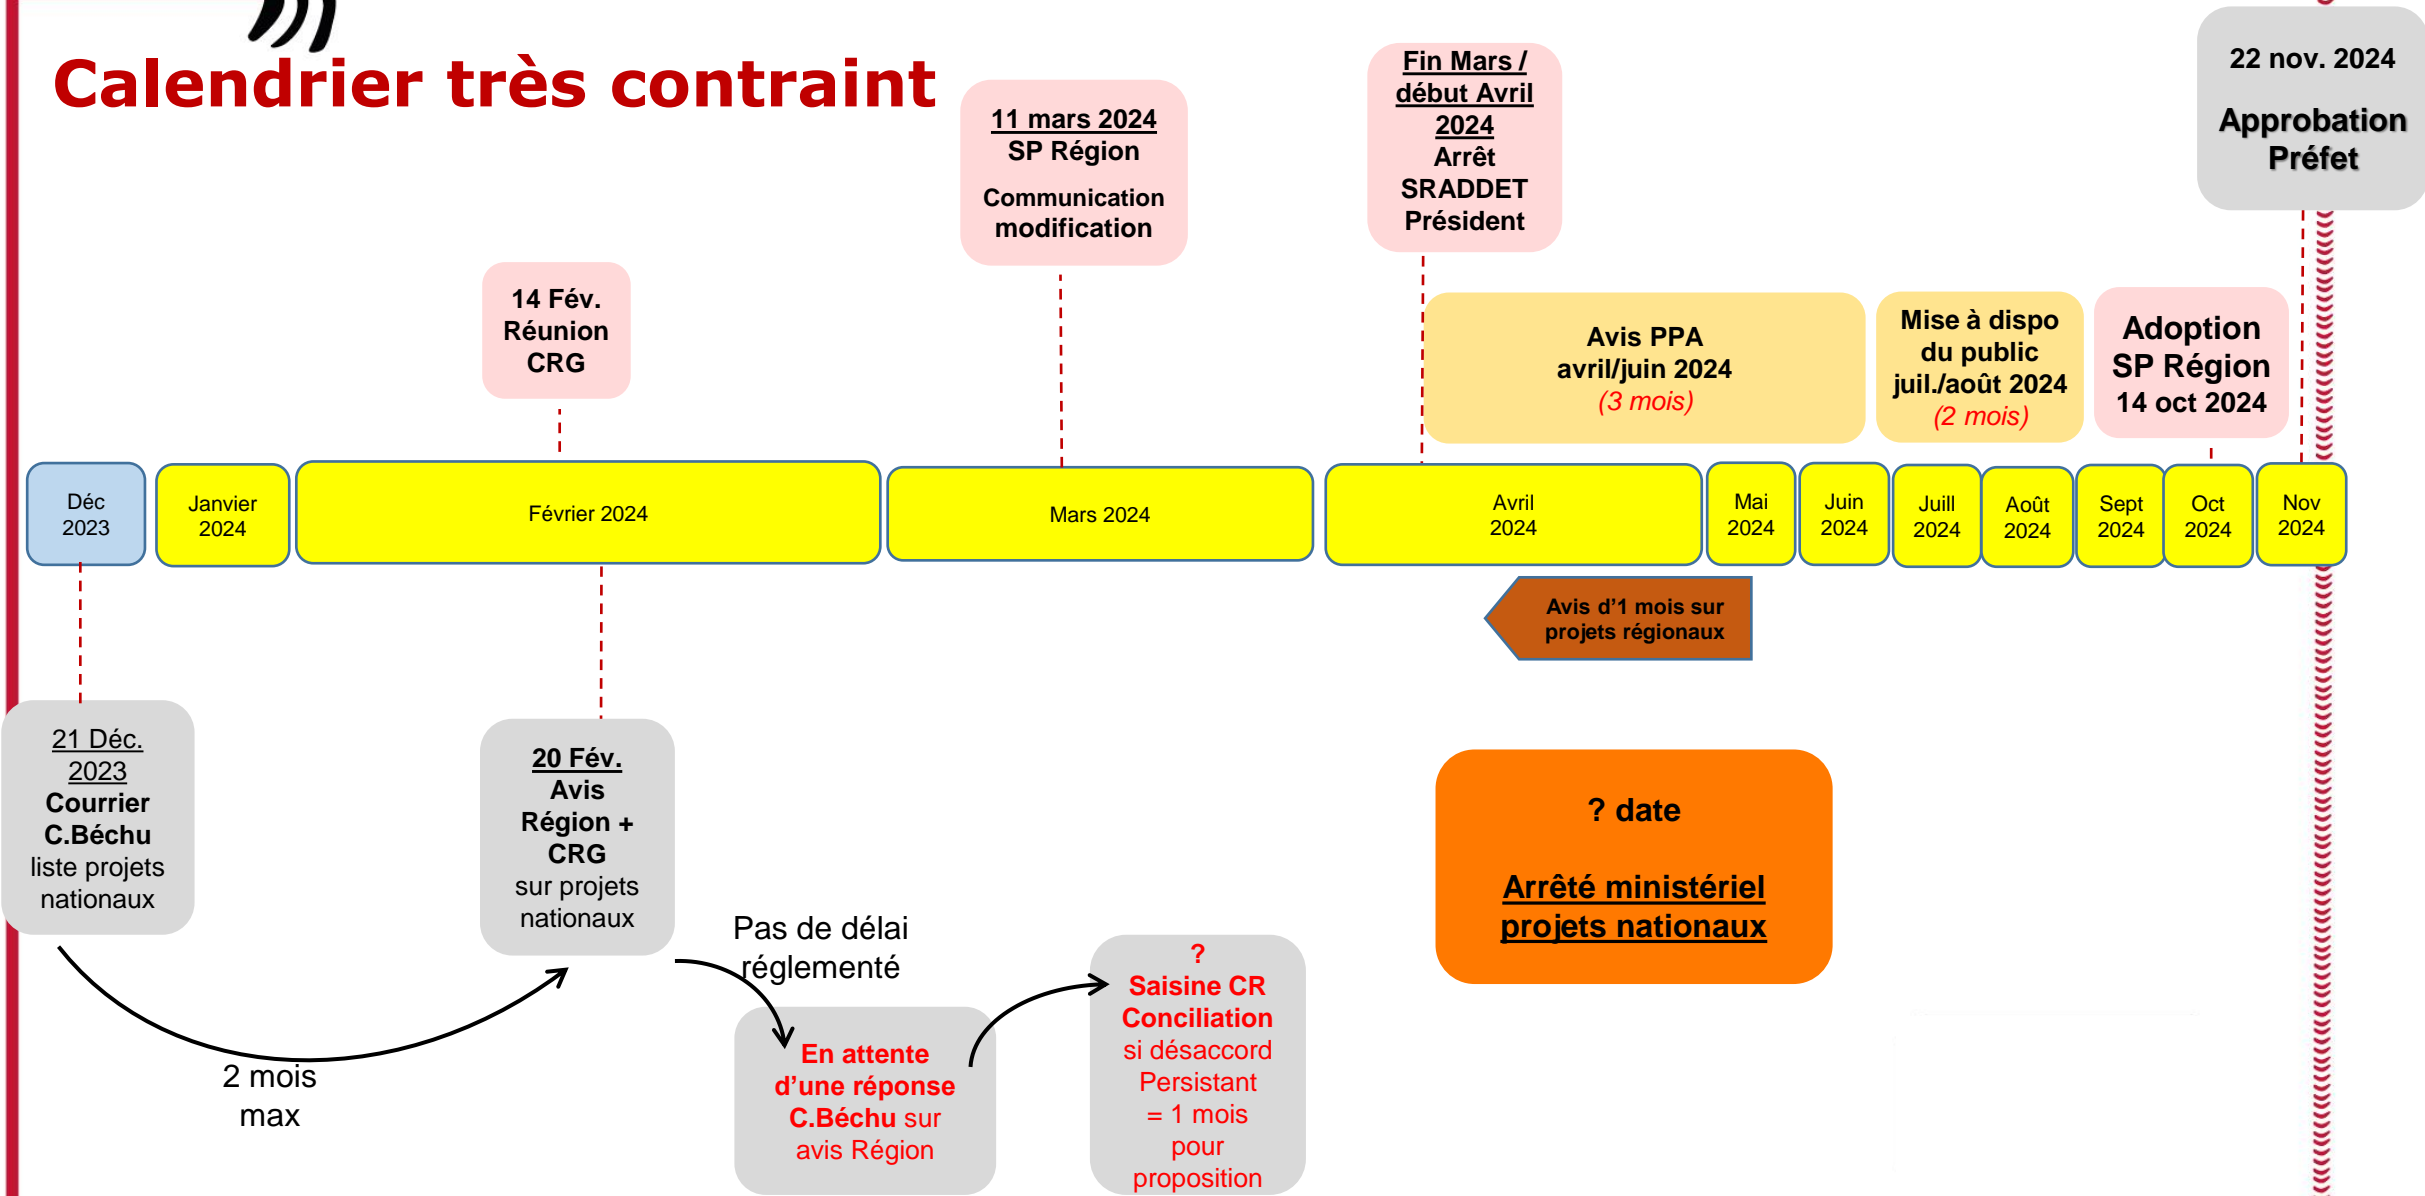 Calendrier très contraint
22 nov. 2024
Approbation
Préfet
Fin Mars /
début Avril
2024
Arrêt
SRADDET
Président
11 mars 2024
SP Région
Communication
modification
14 Fév.
Réunion
CRG
Avis PPA
avril/juin 2024
(3 mois)
Mise à dispo
du public
juil./août 2024
(2 mois)
Adoption
SP Région
14 oct 2024
Déc
2023
Janvier
2024
Février 2024
Mars 2024
Avril
2024
Mai
2024
Juin
2024
Juill
2024
Août
2024
Sept
2024
Oct
2024
Nov
2024
Avis d'1 mois sur
projets régionaux
21 Déc.
2023
Courrier
C.Béchu
liste projets
nationaux
20 Fév.
Avis
Région +
CRG
sur projets
nationaux
? date
Arrêté ministériel
projets nationaux
Pas de délai
réglementé
2 mois
max
En attente
d'une réponse
C.Béchu sur
avis Région
?
Saisine CR
Conciliation
si désaccord
Persistant
= 1 mois
pour
proposition